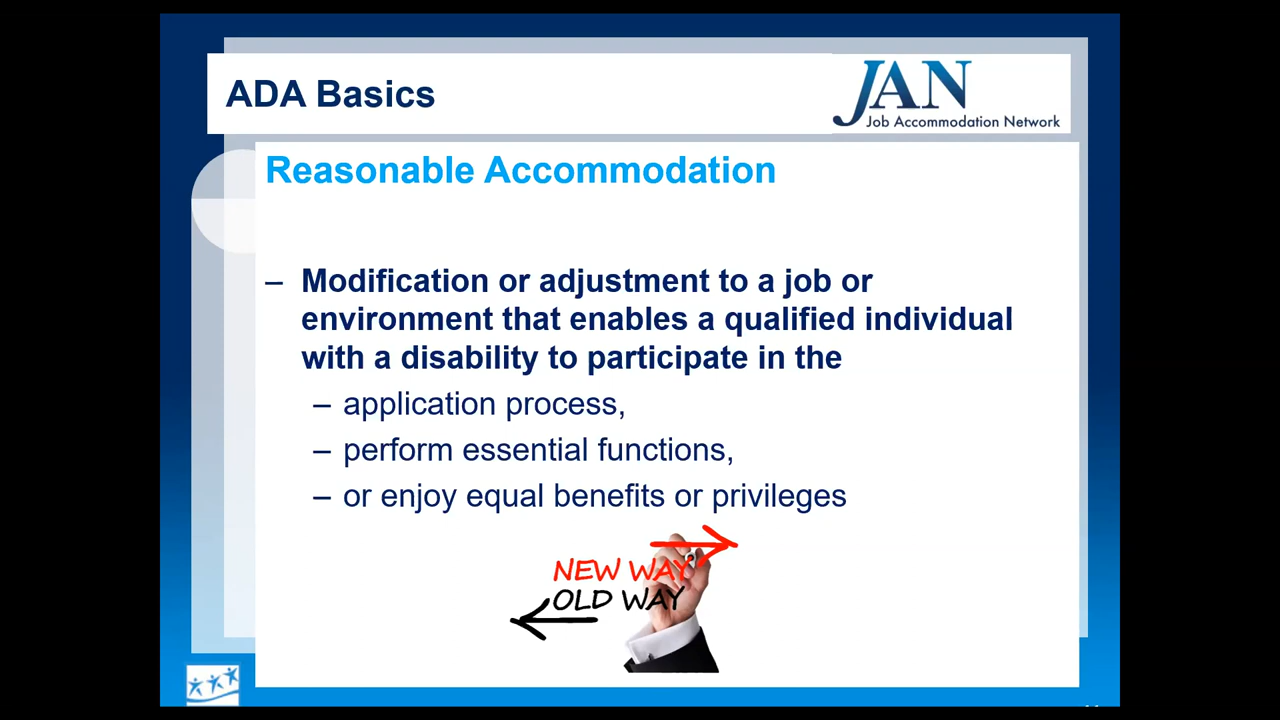 ADA Basics
JAN
Job Accommodation Network
Reasonable Accommodation
– Modification or adjustment to a job or
environment that enables a qualified individual
with a disability to participate in the
– application process,
– perform essential functions,
– or enjoy equal benefits or privileges
NEW WAY
OLD WAY